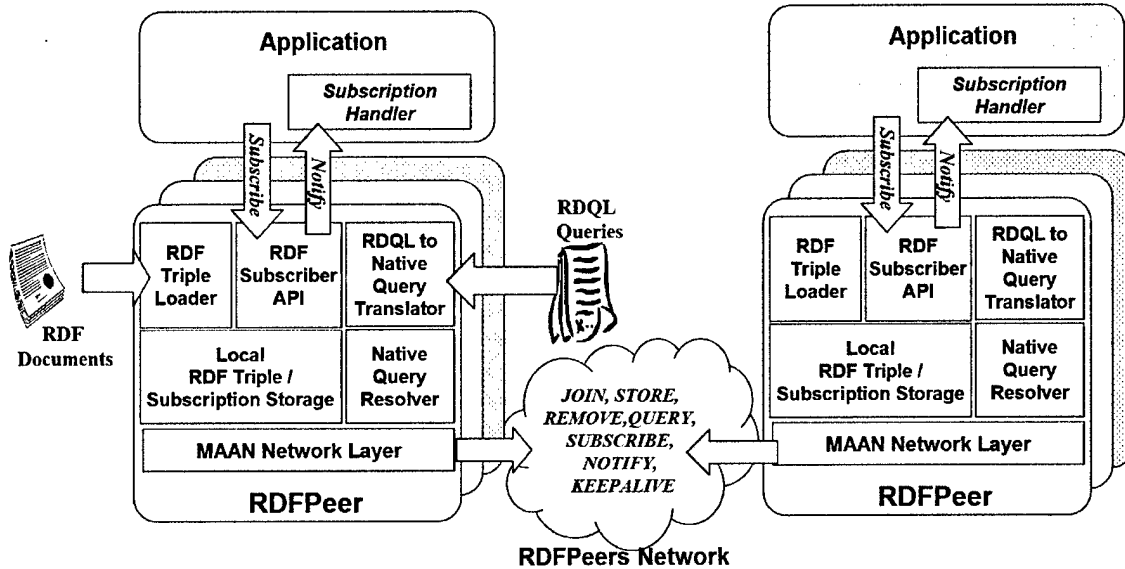 Application
Subscription
Handler
Subscribe
Notify
RDF
Documents
RDF
Triple
Loader
RDF
Subscriber
API
RDQL to
Native
Query
Translator
RDQL
Queries
Local
RDF Triple /
Subscription Storage
Native
Query
Resolver
MAAN Network Layer
RDFPeer
JOIN, STORE,
REMOVE,QUERY,
SUBSCRIBE,
NOTIFY,
KEEPALIVE
RDFPeers Network
Application
Subscription
Handler
Subscribe
Notify
RDF
Triple
Loader
RDF
Subscriber
API
RDQL to
Native
Query
Translator
Local
RDF Triple /
Subscription Storage
Native
Query
Resolver
MAAN Network Layer
RDFPeer